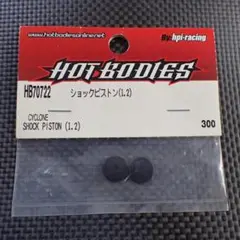 www.hotbodiesonline.net
By hpi-racing
HOT BODIES
HB70722
ショックピストン(1.2)
CYCLONE
SHOCK PISTON (1.2)
300